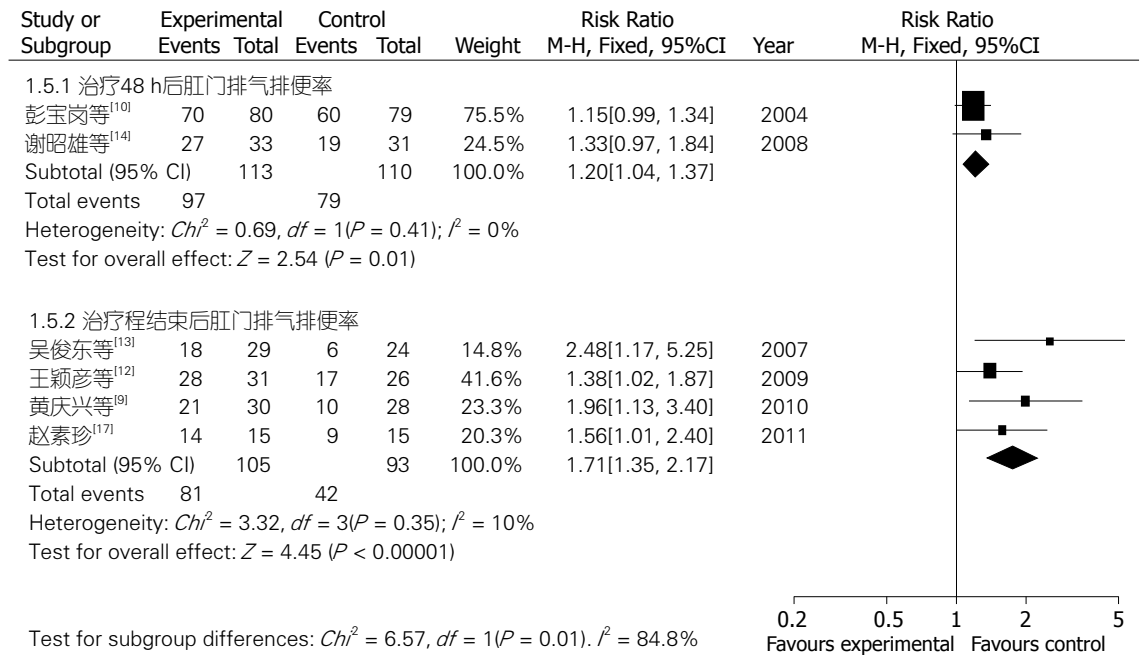 Study or Experimental Control Risk Ratio Risk Ratio
Subgroup Events Total Events Total Weight M-H, Fixed, 95%CI Year M-H, Fixed, 95%CI
1.5.1 治疗48 h后肛门排气排便率
彭宝岗等[10] 70 80 60 79 75.5% 1.15[0.99, 1.34] 2004
谢昭雄等[14] 27 33 19 31 24.5% 1.33[0.97, 1.84] 2008
Subtotal (95% CI) 113 110 100.0% 1.20[1.04, 1.37]
Total events 97 79
Heterogeneity: Chi² = 0.69, df = 1(P = 0.41); I² = 0%
Test for overall effect: Z = 2.54 (P = 0.01)
1.5.2 治疗程结束后肛门排气排便率
吴俊东等[13] 18 29 6 24 14.8% 2.48[1.17, 5.25] 2007
王颖彦等[12] 28 31 17 26 41.6% 1.38[1.02, 1.87] 2009
黄庆兴等[9] 21 30 10 28 23.3% 1.96[1.13, 3.40] 2010
赵素珍[17] 14 15 9 15 20.3% 1.56[1.01, 2.40] 2011
Subtotal (95% CI) 105 93 100.0% 1.71[1.35, 2.17]
Total events 81 42
Heterogeneity: Chi² = 3.32, df = 3(P = 0.35); I² = 10%
Test for overall effect: Z = 4.45 (P < 0.00001)
Test for subgroup differences: Chi² = 6.57, df = 1(P = 0.01). I² = 84.8%
0.2 1 2 5
Favours experimental Favours control